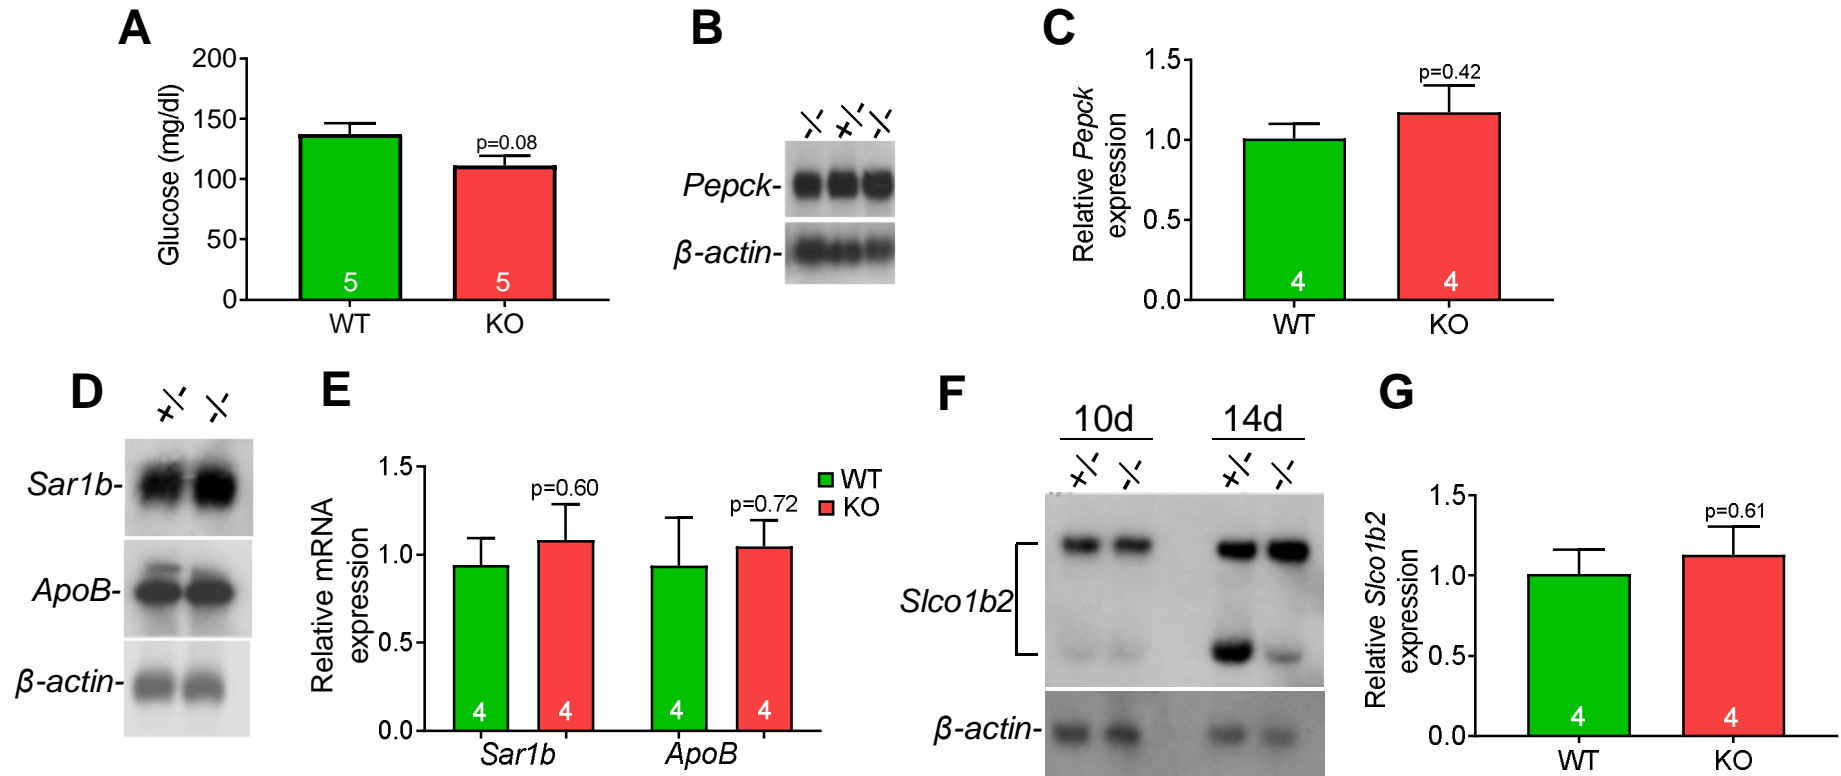 A
200
150
100
50
0
Glucose (mg/dl)
p=0.08
5
5
WT
KO
B
-/-
+/-
-/-
Pepck-
β-actin-
C
1.5
1.0
0.5
0.0
Relative Pepck
expression
p=0.42
4
4
WT
KO
D
+/-
-/-
Sar1b-
ApoB-
β-actin-
E
1.5
1.0
0.5
0.0
Relative mRNA
expression
p=0.60
p=0.72
WT
KO
4
4
4
4
Sar1b
ApoB
F
10d
14d
+/-
-/-
+/-
-/-
Slco1b2
β-actin-
G
1.5
1.0
0.5
0.0
Relative Slco1b2
expression
p=0.61
4
4
WT
KO